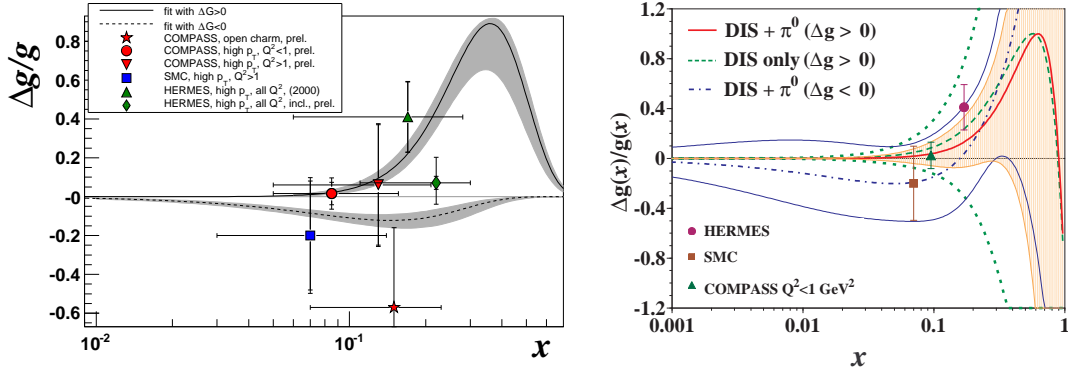 fit with ΔG>0
fit with ΔG<0
COMPASS, open charm, prel.
COMPASS, high p_T, Q²<1, prel.
COMPASS, high p_T, Q²>1, prel.
SMC, high p_T, Q²>1
HERMES, high p_T, all Q², (2000)
HERMES, high p_T, all Q², incl., prel.
Δg/g
0.8
0.6
0.4
0.2
-0
-0.2
-0.4
-0.6
10⁻²
10⁻¹
x
1.2
0.8
0.4
0
-0.4
-0.8
-1.2
Δg(x)/g(x)
DIS + π⁰ (Δg > 0)
DIS only (Δg > 0)
DIS + π⁰ (Δg < 0)
HERMES
SMC
COMPASS Q²<1 GeV²
0.001
0.01
0.1
1
x